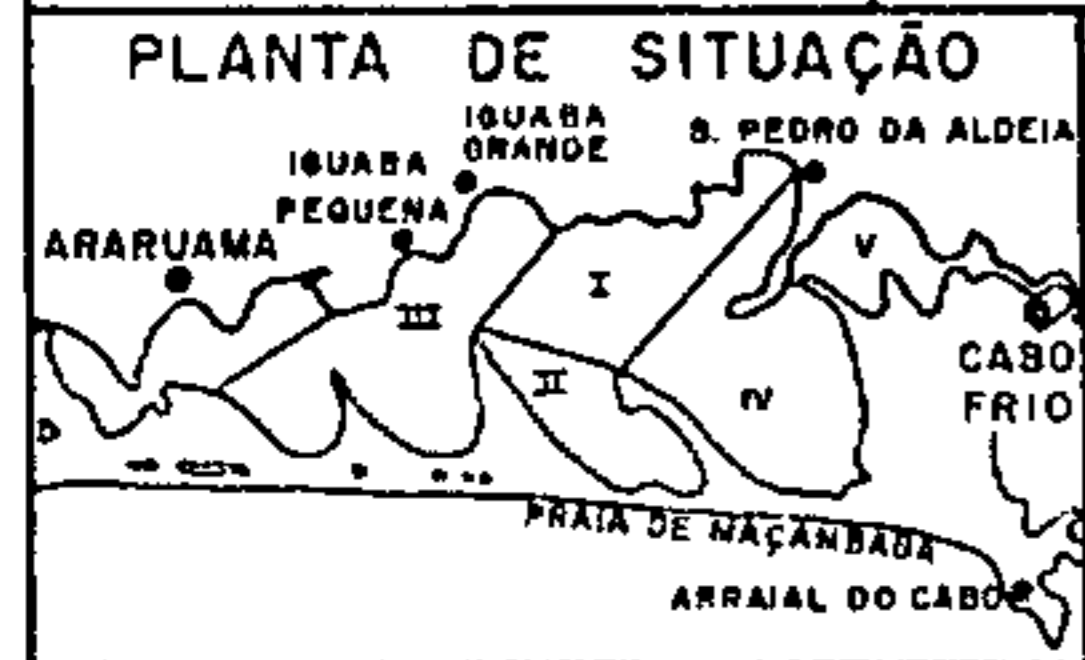 PLANTA DE SITUAÇÃO
IGUABA
GRANDE
S. PEDRO DA ALDEIA
IGUABA
PEQUENA
ARARUAMA
V
I
III
CABO
FRIO
II
IV
PRAIA DE MAÇAMBABA
ARRAIAL DO CABO